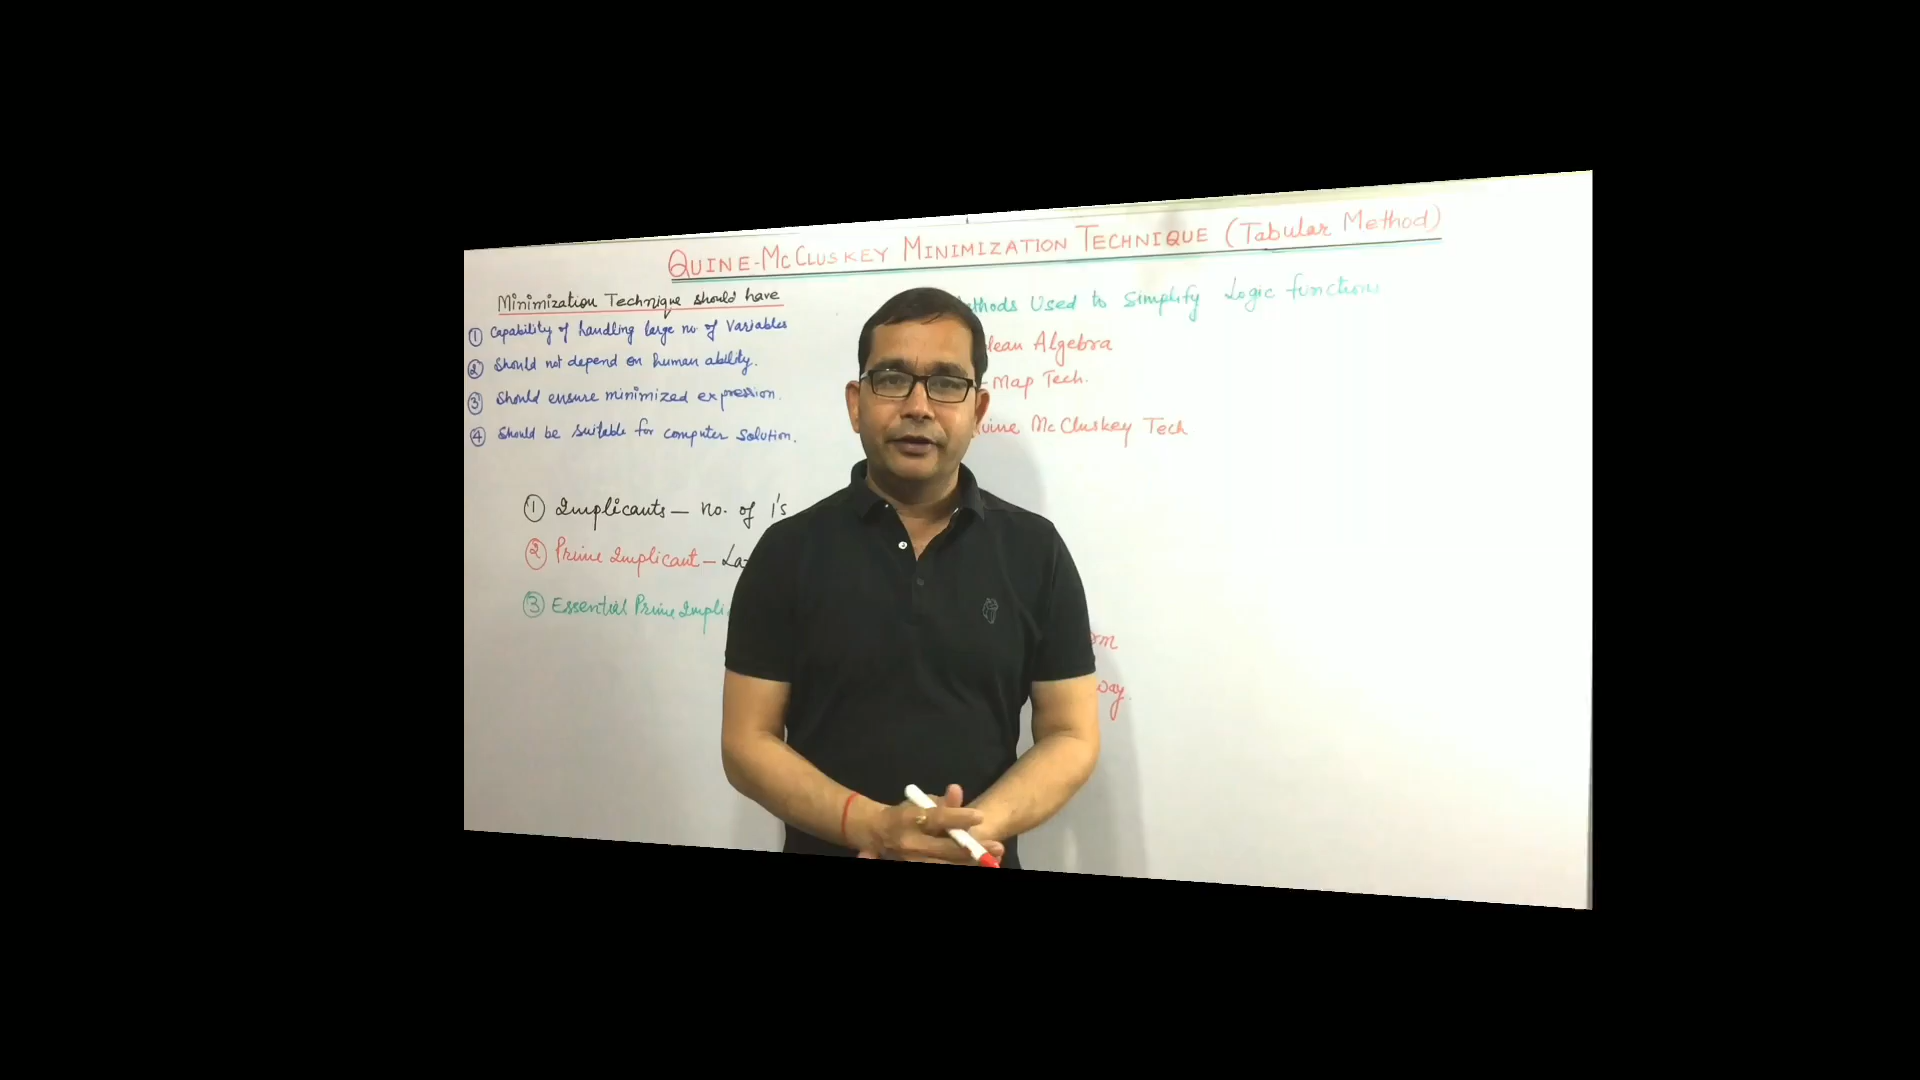 QUINE-MCCLUSKEY MINIMIZATION TECHNIQUE (Tabular Method)
Minimization Technique should have
① Capability of handling large no of Variables
② Should not depend on human ability.
③ Should ensure minimized expression.
④ Should be suitable for computer solution.
① Implicants — no. of 1's
② Prime Implicant —
③ Essential Prime
Used to Simplify Logic functions
Algebra
-Map Tech.
McCluskey Tech
way.